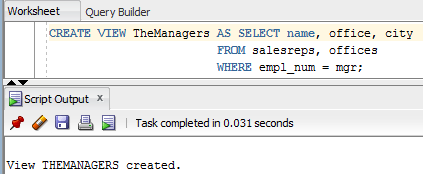 Worksheet Query Builder
CREATE VIEW TheManagers AS SELECT name, office, city
FROM salesreps, offices
WHERE empl_num = mgr;
Script Output x
Task completed in 0.031 seconds
View THEMANAGERS created.